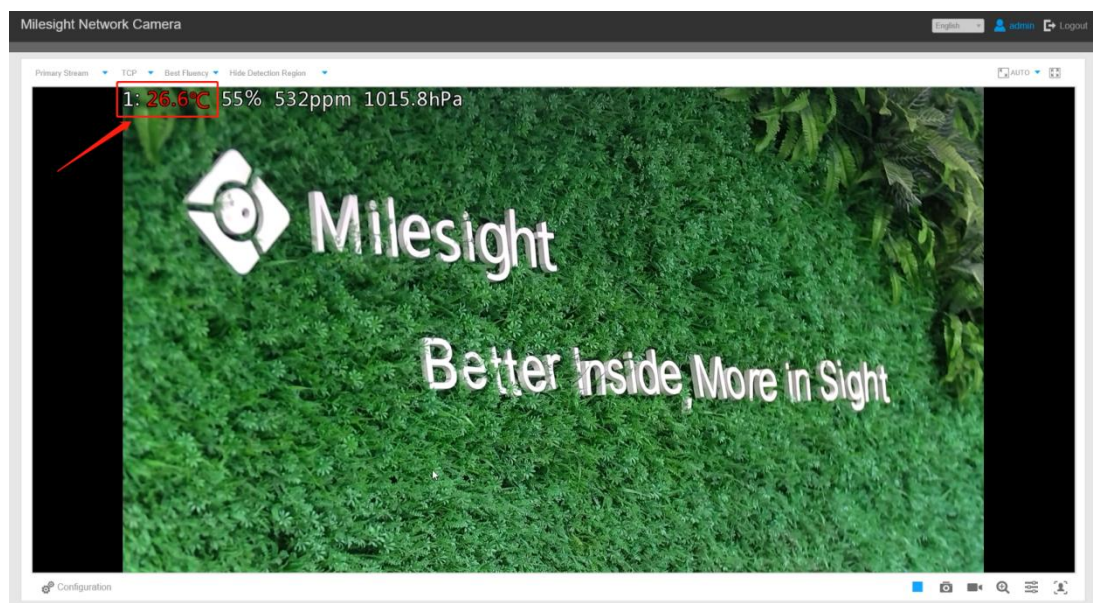 Milesight Network Camera
English admin Logout
Primary Stream TCP Best Fluency Hide Detection Region AUTO
1: 26.6°C 55% 532ppm 1015.8hPa
Milesight
Better Inside,More in Sight
Configuration